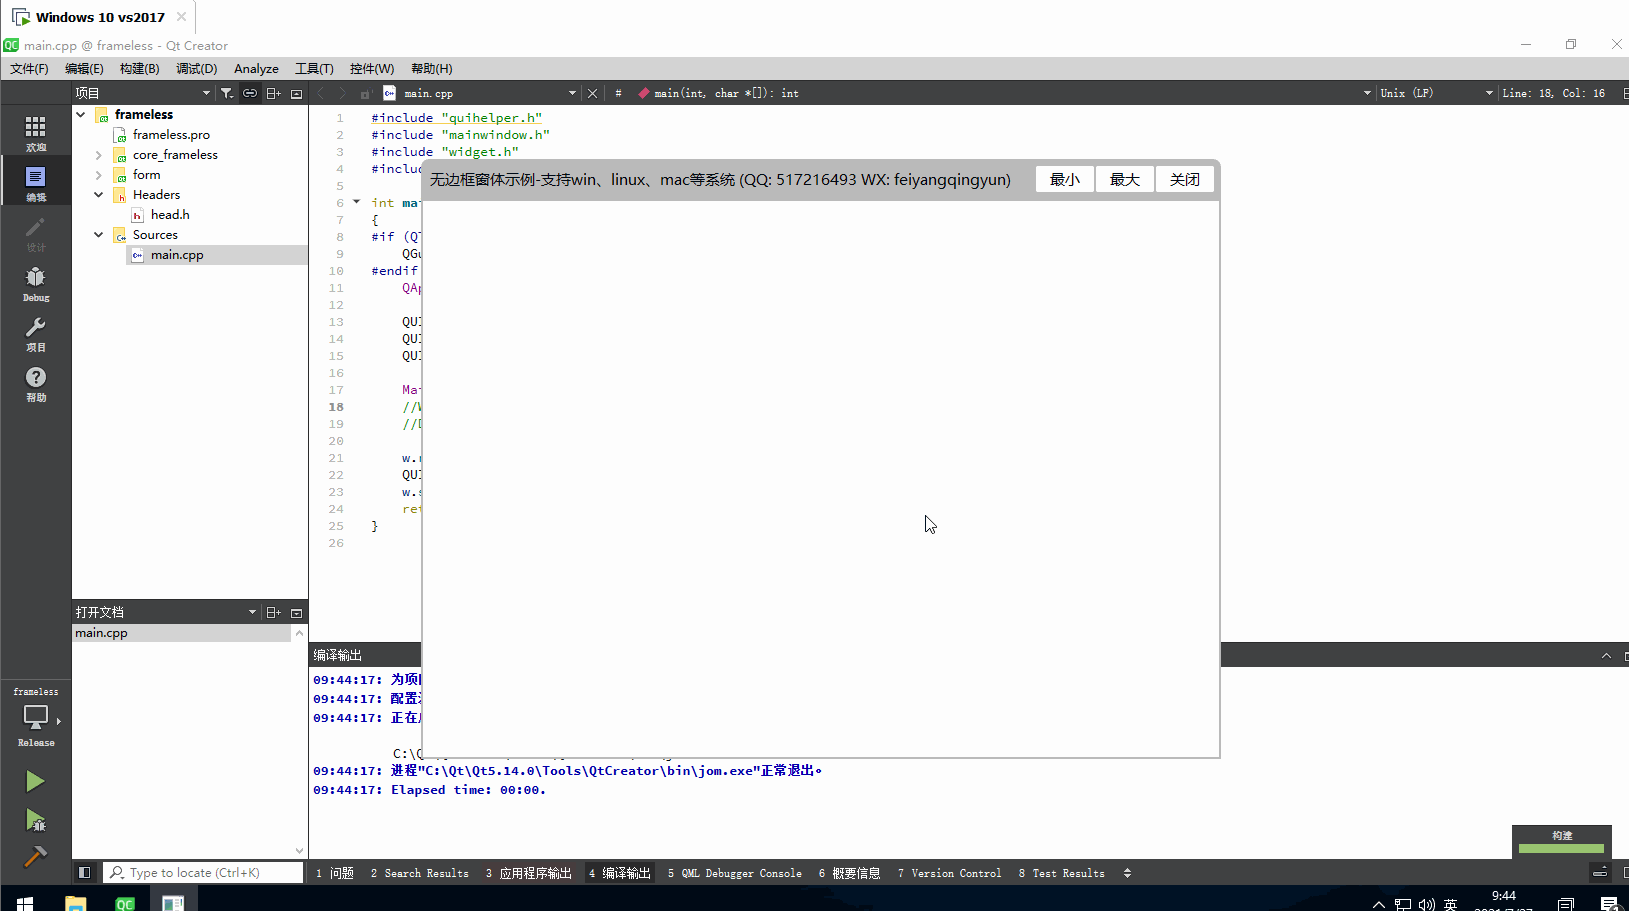 Windows 10 vs2017
main.cpp @ frameless - Qt Creator
文件(F) 编辑(E) 构建(B) 调试(D) Analyze 工具(T) 控件(W) 帮助(H)
项目
main.cpp
# main(int, char *[]): int
Unix (LF)
Line: 18, Col: 16
欢迎
编辑
设计
Debug
项目
帮助
frameless
frameless.pro
core_frameless
form
Headers
head.h
Sources
main.cpp
1 #include "quihelper.h"
2 #include "mainwindow.h"
3 #include "widget.h"
4 #inclu
5
6 int ma
7 {
8 #if (Q
9 QGu
10 #endif
11 QAp
12
13 QUI
14 QUI
15 QUI
16
17 Mai
18 //W
19 //D
20
21 w.
22 QUI
23 w.s
24 ret
25 }
26
无边框窗体示例-支持win、linux、mac等系统 (QQ: 517216493 WX: feiyangqingyun)
最小 最大 关闭
打开文档
main.cpp
编译输出
09:44:17: 为项
09:44:17: 配置
09:44:17: 正在
C:\Q
09:44:17: 进程"C:\Qt\Qt5.14.0\Tools\QtCreator\bin\jom.exe"正常退出。
09:44:17: Elapsed time: 00:00.
frameless
Release
构建
Type to locate (Ctrl+K)
1 问题 2 Search Results 3 应用程序输出 4 编译输出 5 QML Debugger Console 6 概要信息 7 Version Control 8 Test Results
英
9:44